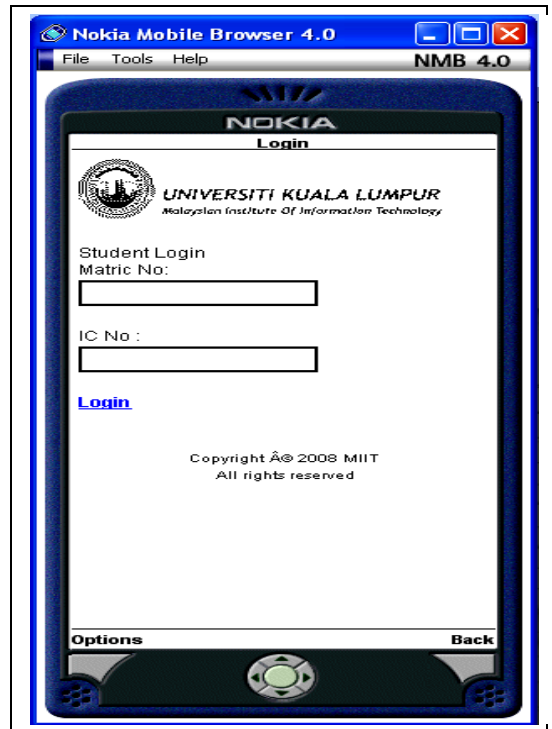 Nokia Mobile Browser 4.0
File Tools Help NMB 4.0
NOKIA
Login
UNIVERSITI KUALA LUMPUR
Malaysian Institute Of Information Technology
Student Login
Matric No:
IC No :
Login
Copyright Â© 2008 MIIT
All rights reserved
Options Back